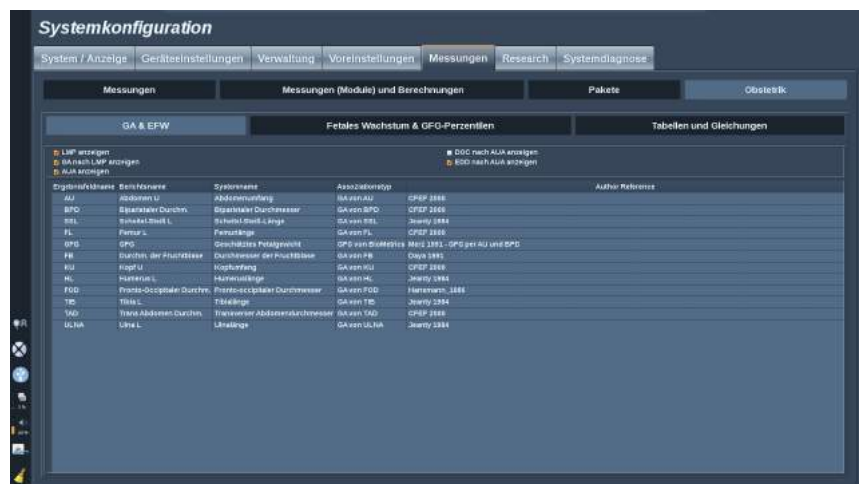 Systemkonfiguration
System / Anzeige Geräteeinstellungen Verwaltung Voreinstellungen Messungen Research Systemdiagnose
Messungen Messungen (Module) und Berechnungen Pakete Obstetrik
GA & EFW Fetales Wachstum & GFG-Perzentilen Tabellen und Gleichungen
LMP anzeigen DOC nach AUA anzeigen
GA nach LMP anzeigen EDD nach AUA anzeigen
AUA anzeigen
Ergebnisfeldname Berichtsname Systemname Assoziationstyp Author Reference
AU Abdomen U Abdomenumfang GA von AU CFEF 2000
BPD Biparietaler Durchm. Biparietaler Durchmesser GA von BPD CFEF 2000
SSL Scheitel-Steiß L Scheitel-Steiß-Länge GA von SSL Jeanty 1984
FL Femur L Femurlänge GA von FL CFEF 2000
GFG GFG Geschätztes Fetalgewicht GFG von BioMetrics Merz 1991 - GFG per AU und BPD
FB Durchm. der Fruchtblase Durchmesser der Fruchtblase GA von FB Daya 1991
KU Kopf U Kopfumfang GA von KU CFEF 2000
HL Humerus L Humeruslänge GA von HL Jeanty 1984
FOD Fronto-Occipitaler Durchm. Fronto-occipitaler Durchmesser GA von FOD
TIB Tibia L Tibialänge GA von TIB Jeanty 1984
TAD Trans Abdomen Durchm. Transverser Abdomendurchmesser GA von TAD CFEF 2000
ULNA Ulna L Ulnalänge GA von ULNA Jeanty 1984